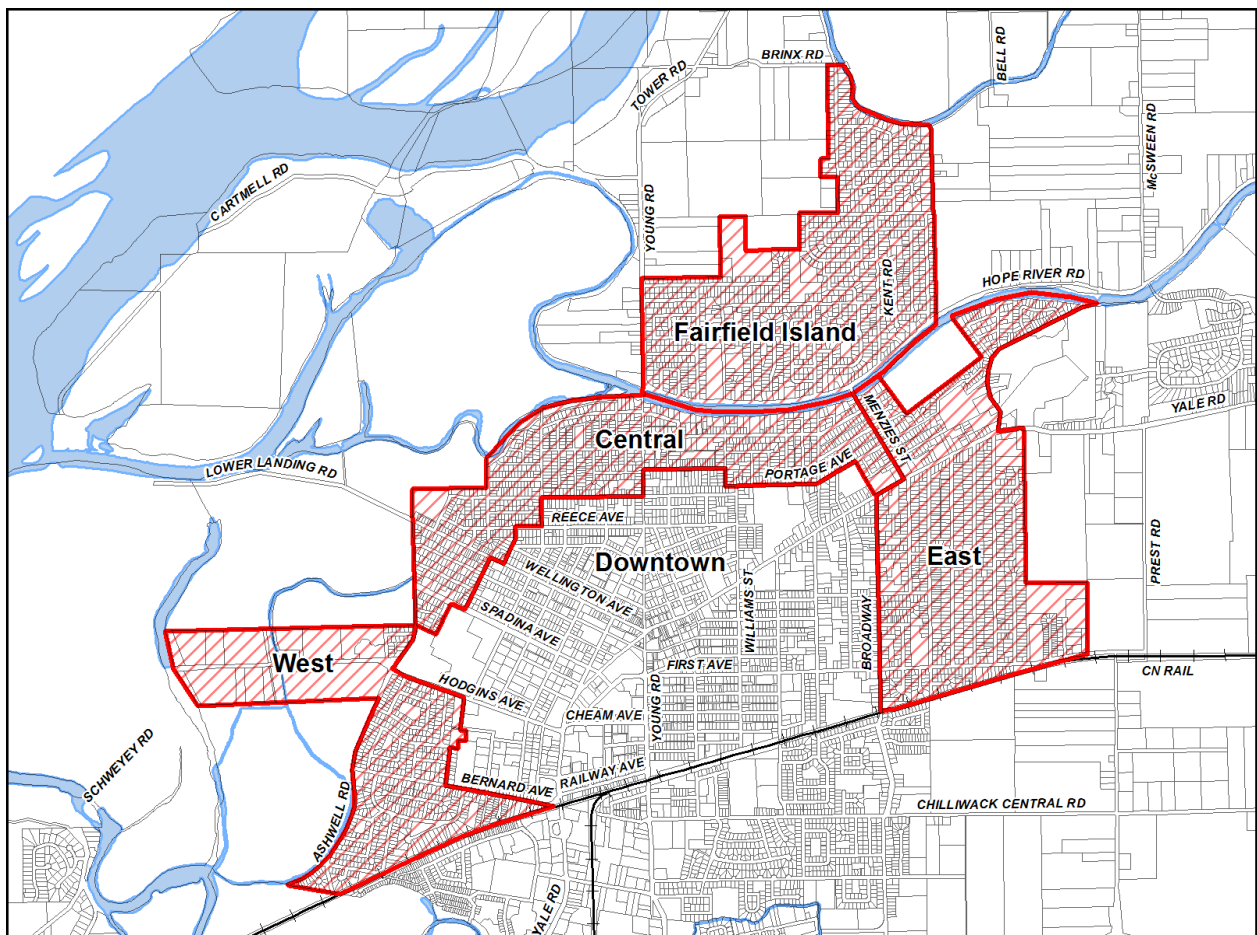 BRINX RD
BELL RD
TOWER RD
McSWEEN RD
CARTMELL RD
YOUNG RD
KENT RD
HOPE RIVER RD
Fairfield Island
YALE RD
MENZIES ST
Central
LOWER LANDING RD
PORTAGE AVE
REECE AVE
PREST RD
Downtown
East
WELLINGTON AVE
SPADINA AVE
WILLIAMS ST
BROADWAY
West
FIRST AVE
CN RAIL
HODGINS AVE
YOUNG RD
CHEAM AVE
SCHWEYEY RD
BERNARD AVE
RAILWAY AVE
ASHWELL RD
CHILLIWACK CENTRAL RD
YALE RD